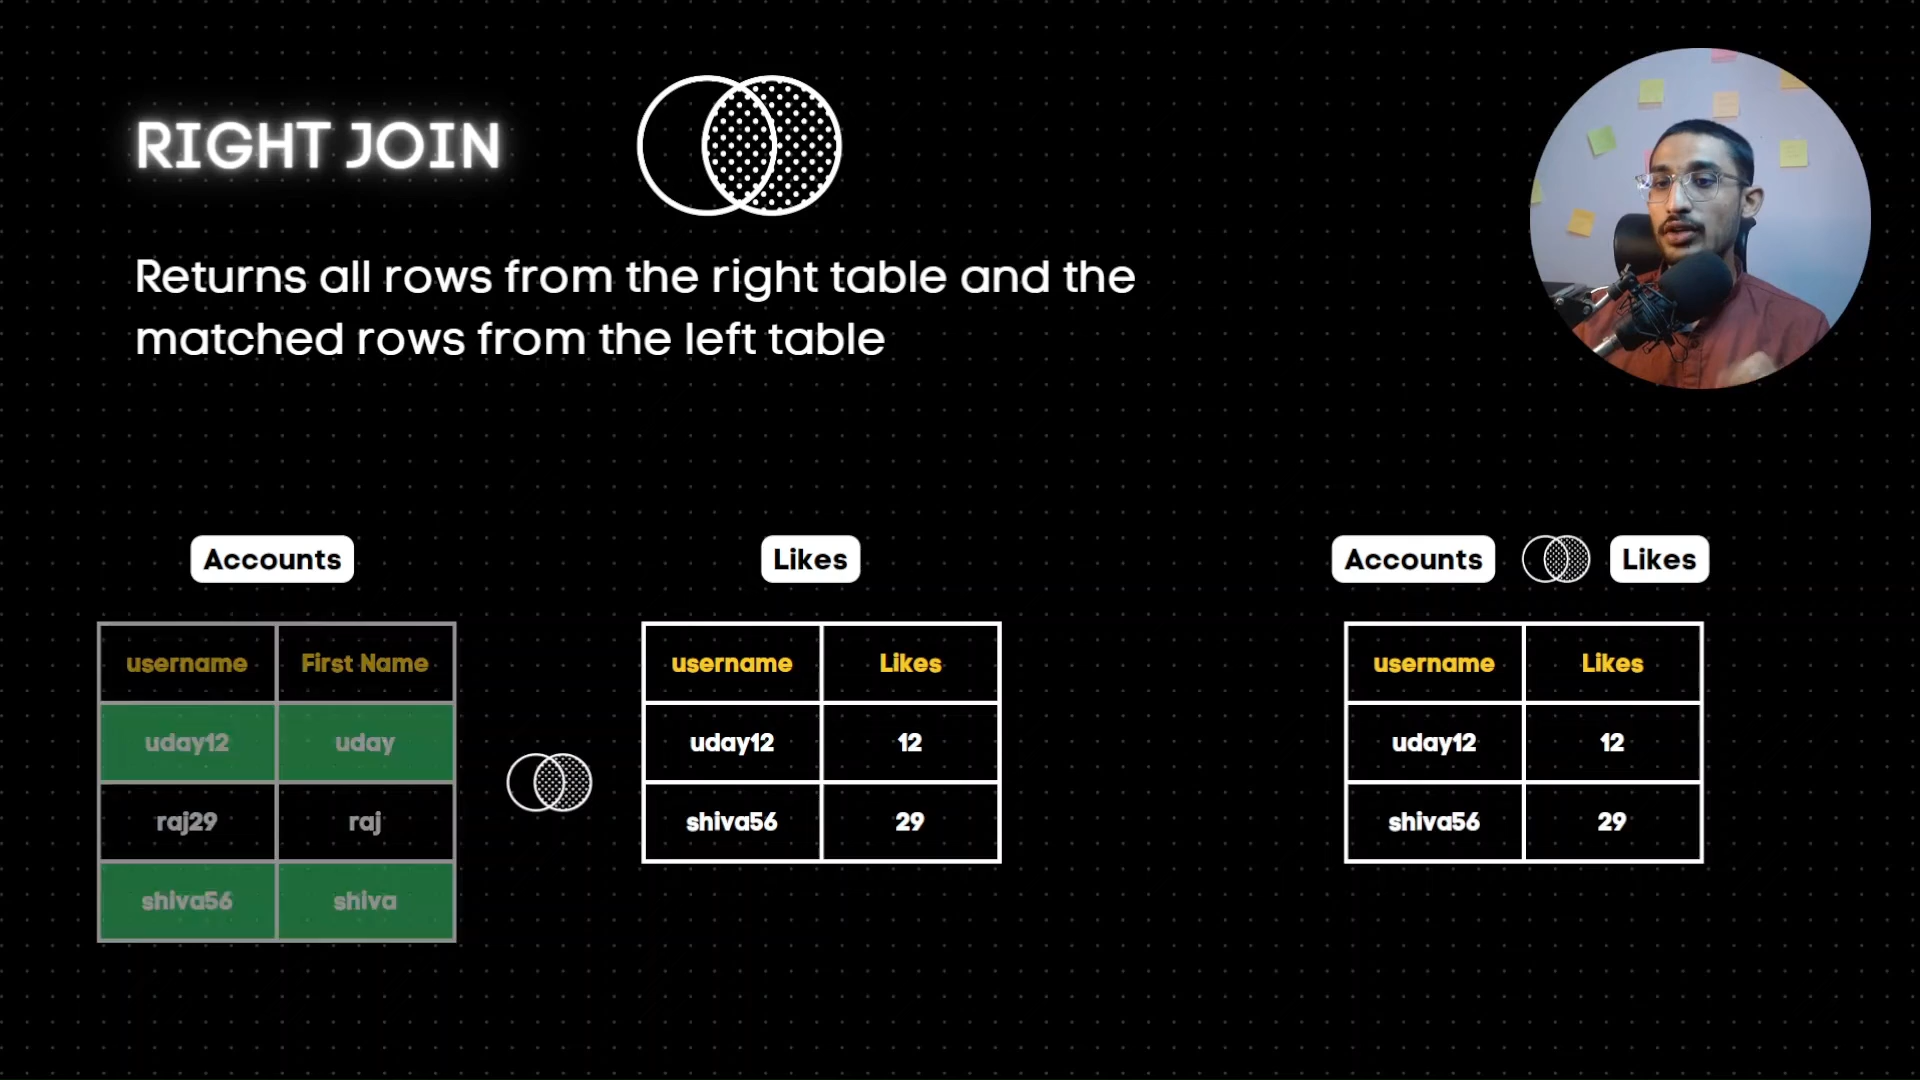 RIGHT JOIN
Returns all rows from the right table and the
matched rows from the left table
Accounts
username First Name
uday12 uday
raj29 raj
shiva56 shiva
Likes
username Likes
uday12 12
shiva56 29
Accounts Likes
username Likes
uday12 12
shiva56 29